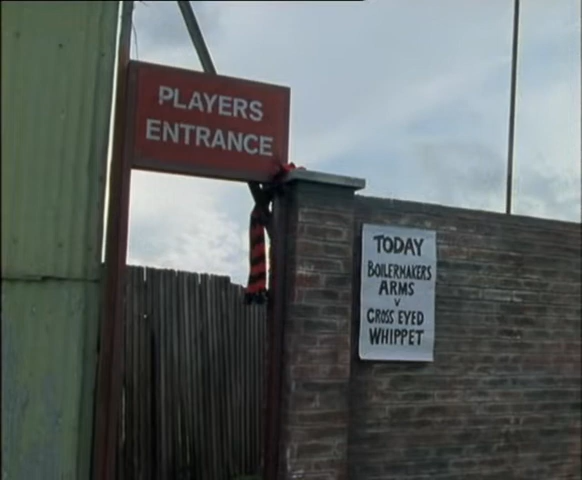 PLAYERS
ENTRANCE
TODAY
BOILERMAKERS
ARMS
V
CROSS EYED
WHIPPET